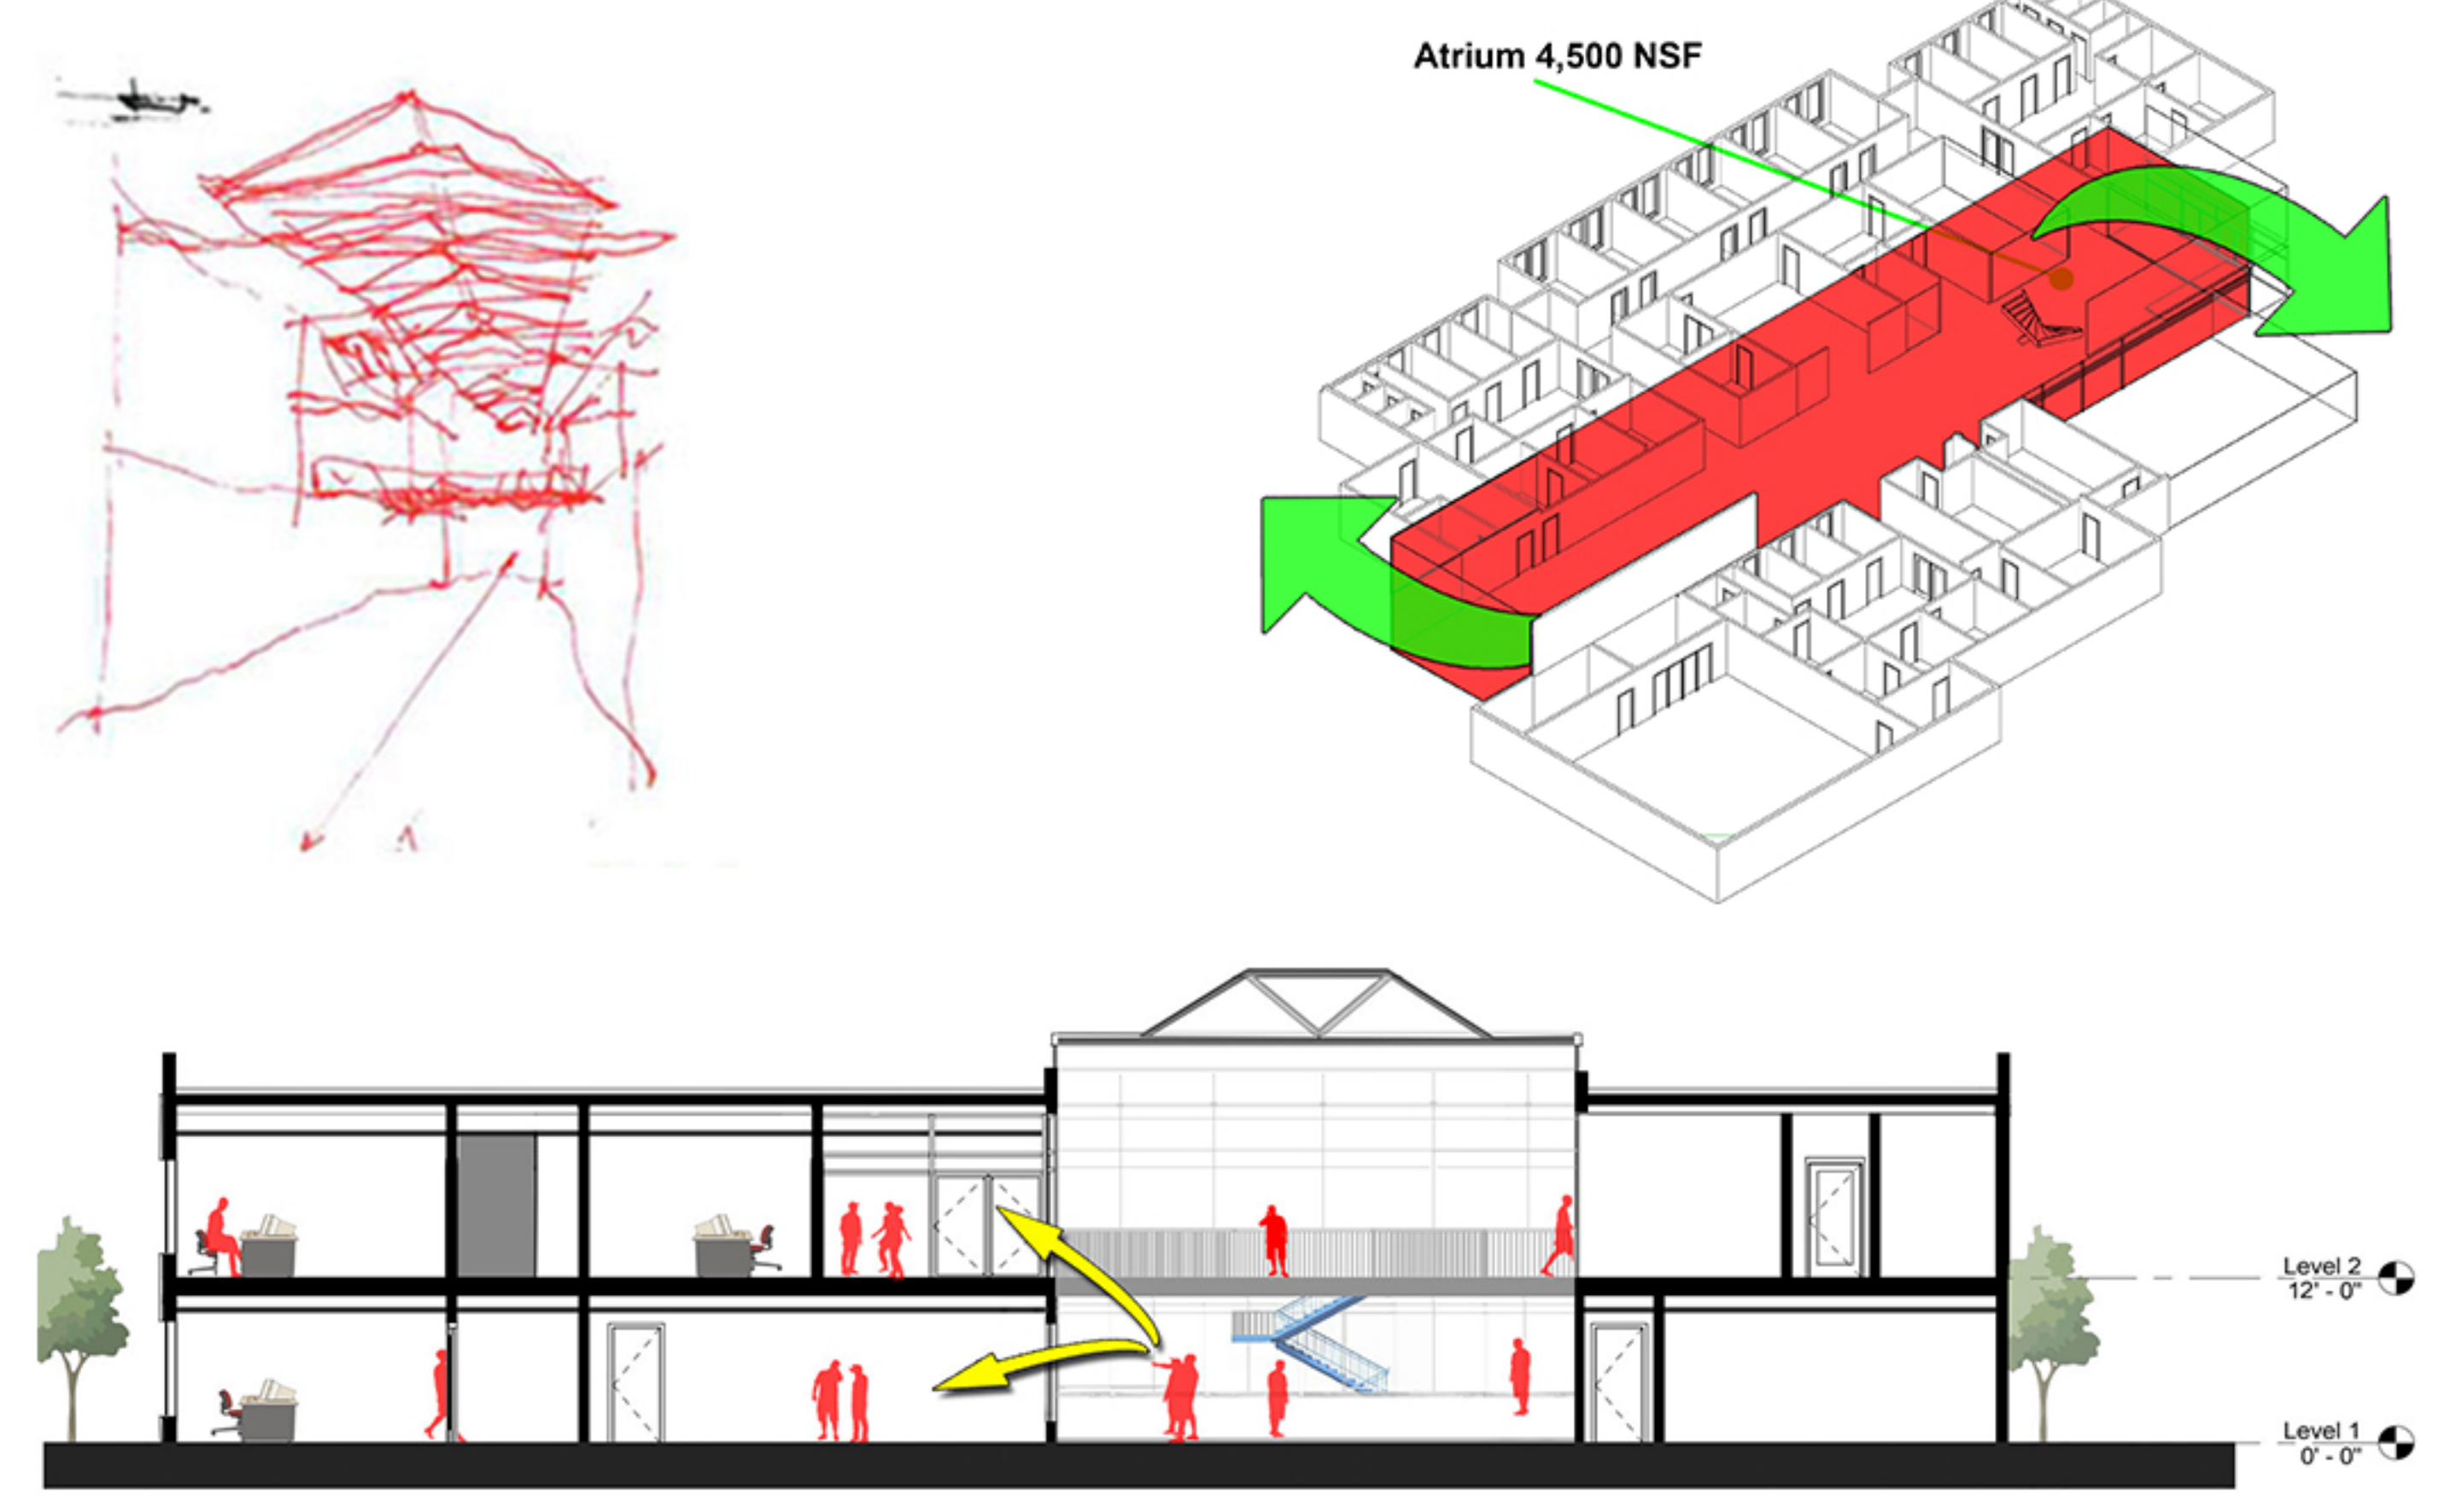 Atrium 4,500 NSF
Level 2
12' - 0"
Level 1
0' - 0"